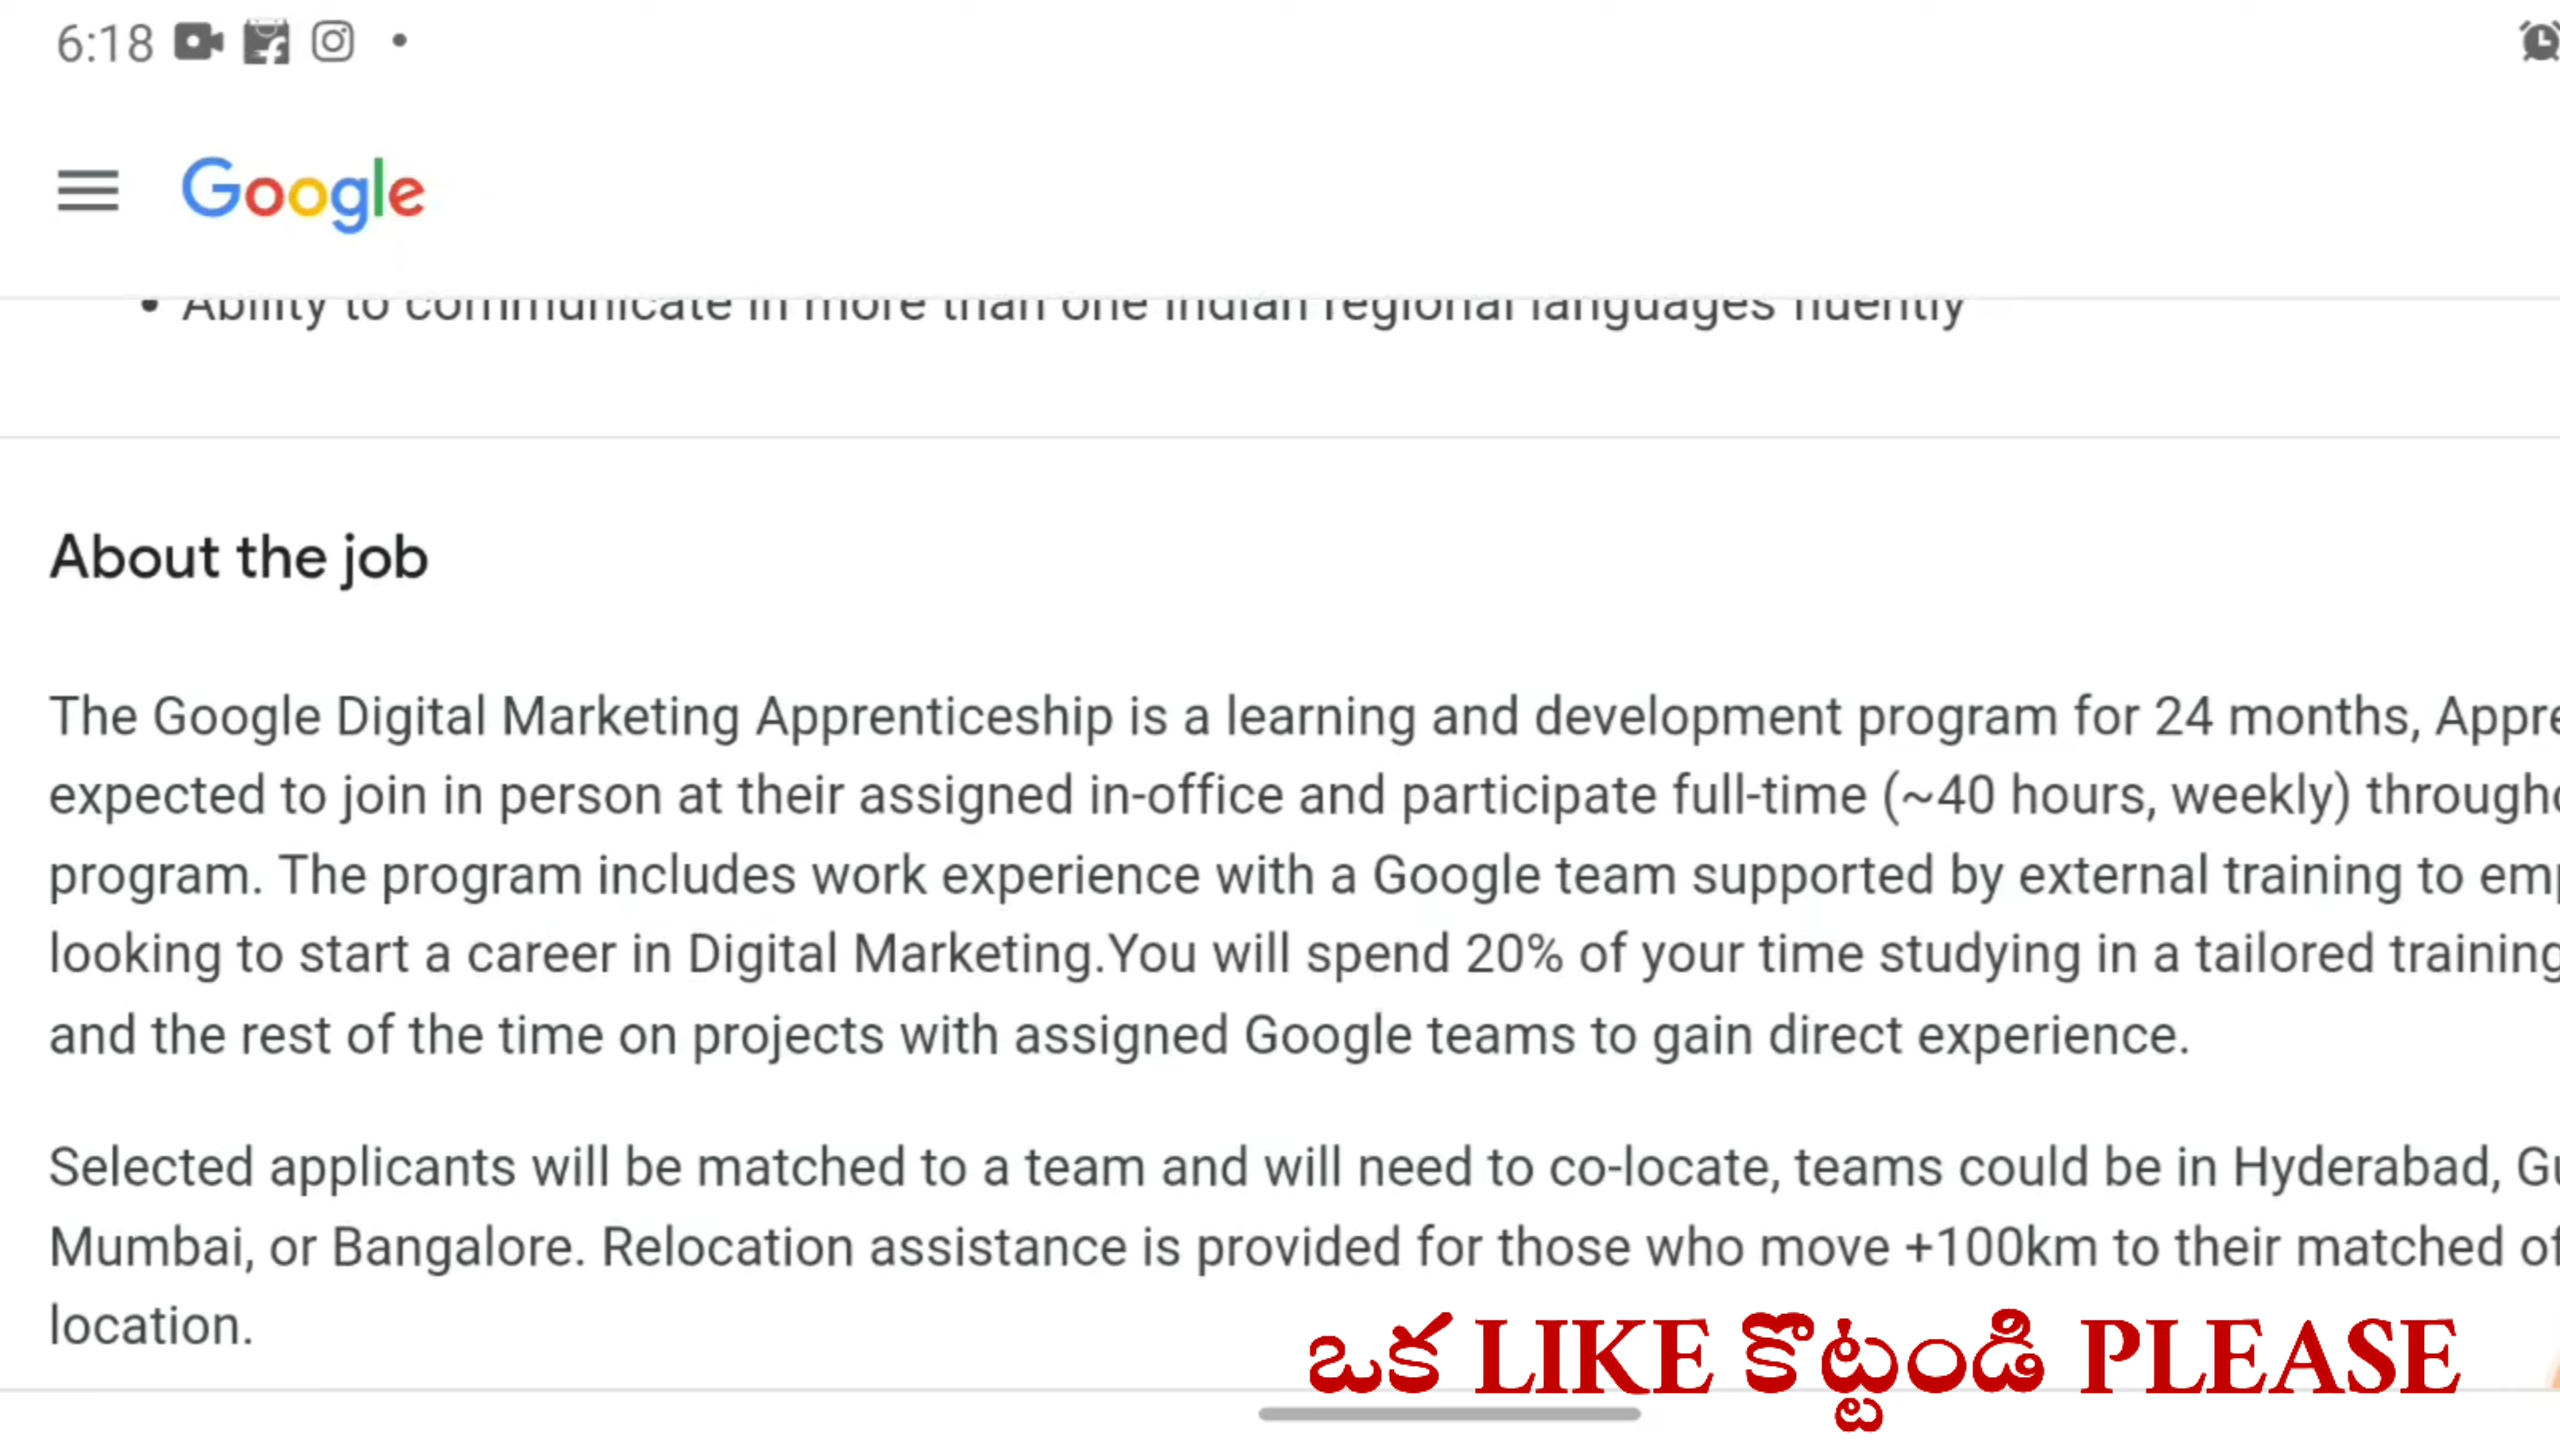 6:18
Google
• Ability to communicate in more than one Indian regional languages fluently
About the job
The Google Digital Marketing Apprenticeship is a learning and development program for 24 months, Appre
expected to join in person at their assigned in-office and participate full-time (~40 hours, weekly) througho
program. The program includes work experience with a Google team supported by external training to emp
looking to start a career in Digital Marketing.You will spend 20% of your time studying in a tailored training
and the rest of the time on projects with assigned Google teams to gain direct experience.
Selected applicants will be matched to a team and will need to co-locate, teams could be in Hyderabad, Gu
Mumbai, or Bangalore. Relocation assistance is provided for those who move +100km to their matched of
location.
ఒక LIKE కొట్టండి PLEASE